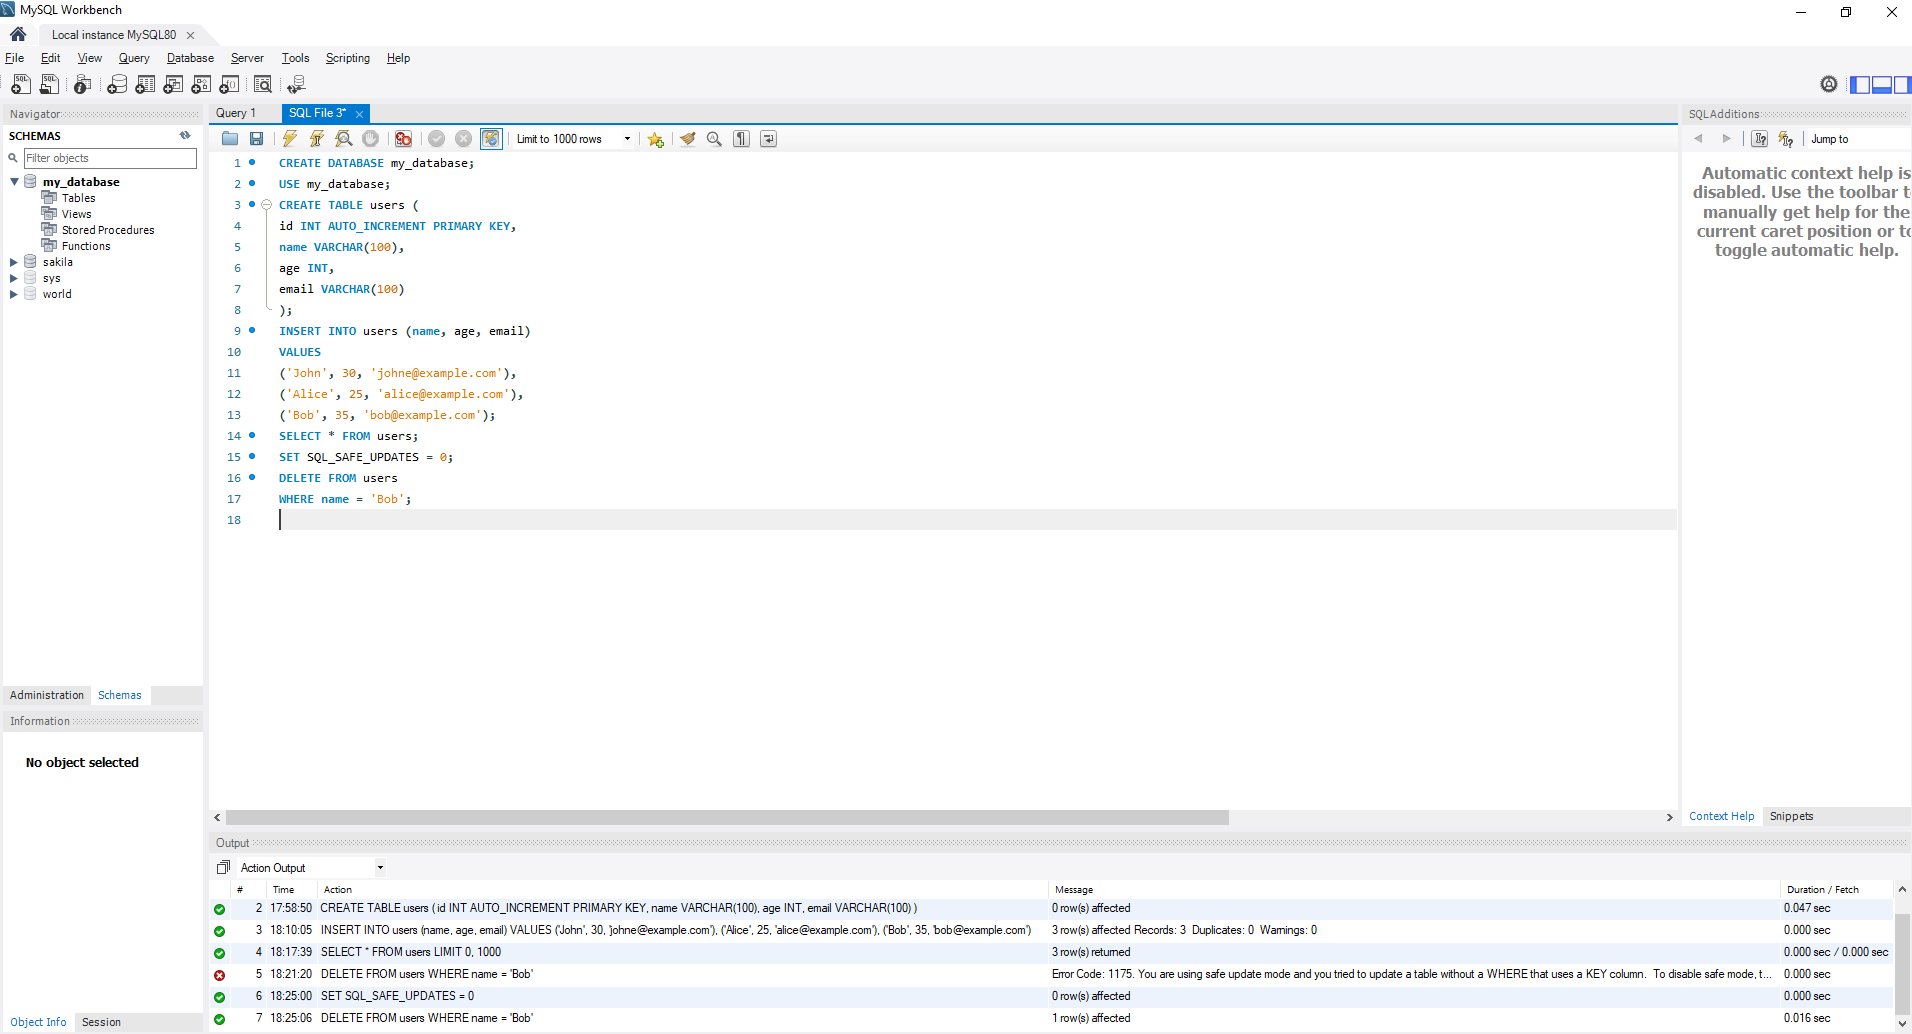 MySQL Workbench
Local instance MySQL80
File Edit View Query Database Server Tools Scripting Help
Navigator
SCHEMAS
Filter objects
my_database
Tables
Views
Stored Procedures
Functions
sakila
sys
world
Administration Schemas
Information
No object selected
Object Info Session
Query 1 SQL File 3*
Limit to 1000 rows
1 CREATE DATABASE my_database;
2 USE my_database;
3 CREATE TABLE users (
4 id INT AUTO_INCREMENT PRIMARY KEY,
5 name VARCHAR(100),
6 age INT,
7 email VARCHAR(100)
8 );
9 INSERT INTO users (name, age, email)
10 VALUES
11 ('John', 30, 'johne@example.com'),
12 ('Alice', 25, 'alice@example.com'),
13 ('Bob', 35, 'bob@example.com');
14 SELECT * FROM users;
15 SET SQL_SAFE_UPDATES = 0;
16 DELETE FROM users
17 WHERE name = 'Bob';
18
SQLAdditions
Jump to
Automatic context help is
disabled. Use the toolbar t
manually get help for the
current caret position or to
toggle automatic help.
Context Help Snippets
Output
Action Output
# Time Action Message Duration / Fetch
2 17:58:50 CREATE TABLE users ( id INT AUTO_INCREMENT PRIMARY KEY, name VARCHAR(100), age INT, email VARCHAR(100) ) 0 row(s) affected 0.047 sec
3 18:10:05 INSERT INTO users (name, age, email) VALUES ('John', 30, 'johne@example.com'), ('Alice', 25, 'alice@example.com'), ('Bob', 35, 'bob@example.com') 3 row(s) affected Records: 3 Duplicates: 0 Warnings: 0 0.000 sec
4 18:17:39 SELECT * FROM users LIMIT 0, 1000 3 row(s) returned 0.000 sec / 0.000 sec
5 18:21:20 DELETE FROM users WHERE name = 'Bob' Error Code: 1175. You are using safe update mode and you tried to update a table without a WHERE that uses a KEY column. To disable safe mode, t... 0.000 sec
6 18:25:00 SET SQL_SAFE_UPDATES = 0 0 row(s) affected 0.000 sec
7 18:25:06 DELETE FROM users WHERE name = 'Bob' 1 row(s) affected 0.016 sec